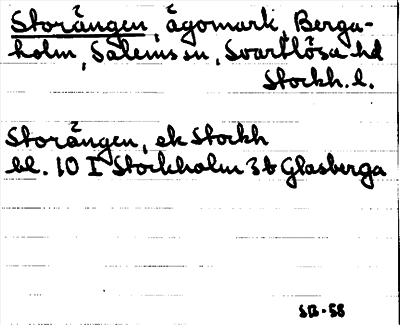 Storängen, ägomark, Berga-
holm, Salems sn, Svartlösa hd
Stockh. l.
Storängen, ek Stockh
bl. 10 I Stockholm 3 b Glasberga
SB-58